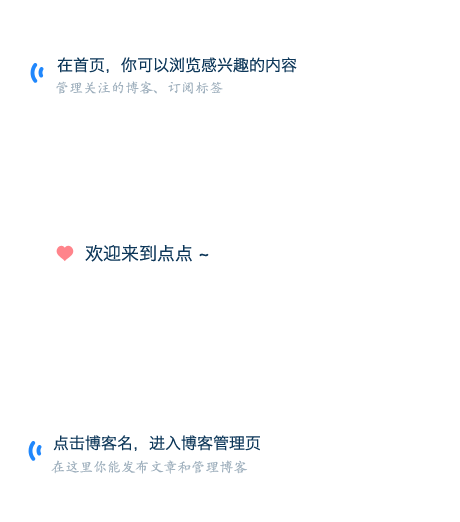 在首页，你可以浏览感兴趣的内容
管理关注的博客、订阅标签
欢迎来到点点 ~
点击博客名，进入博客管理页
在这里你能发布文章和管理博客